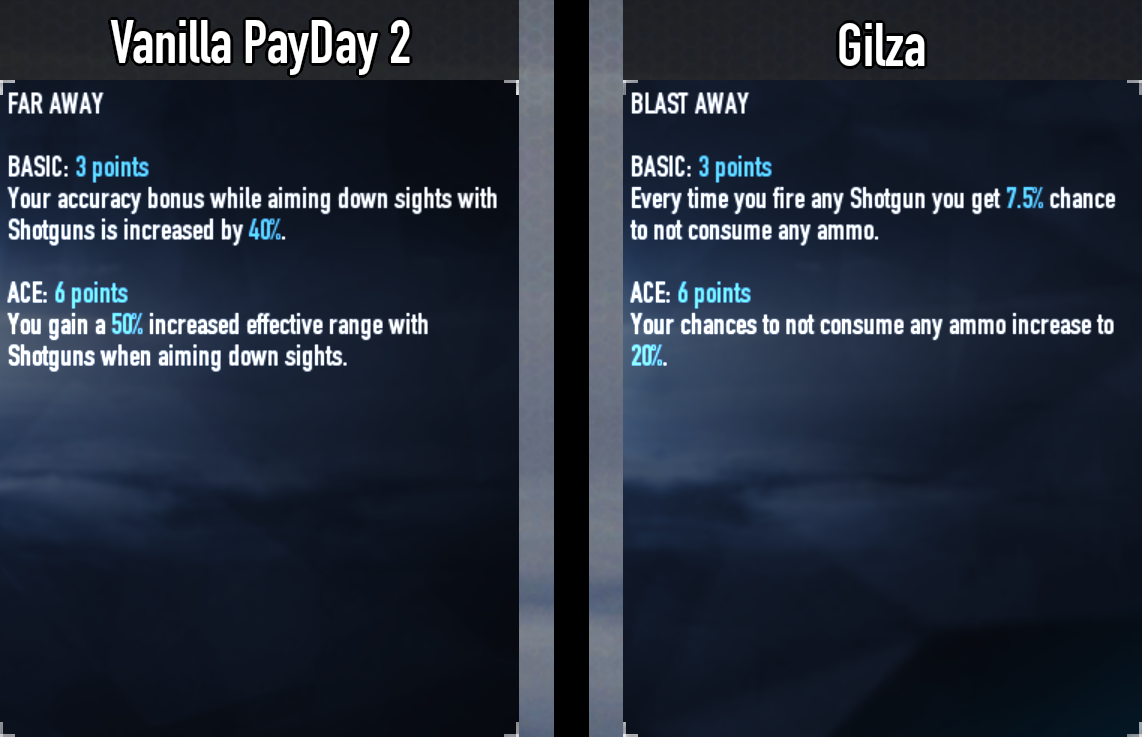 Vanilla PayDay 2
FAR AWAY
BASIC: 3 points
Your accuracy bonus while aiming down sights with
Shotguns is increased by 40%.
ACE: 6 points
You gain a 50% increased effective range with
Shotguns when aiming down sights.
Gilza
BLAST AWAY
BASIC: 3 points
Every time you fire any Shotgun you get 7.5% chance
to not consume any ammo.
ACE: 6 points
Your chances to not consume any ammo increase to
20%.